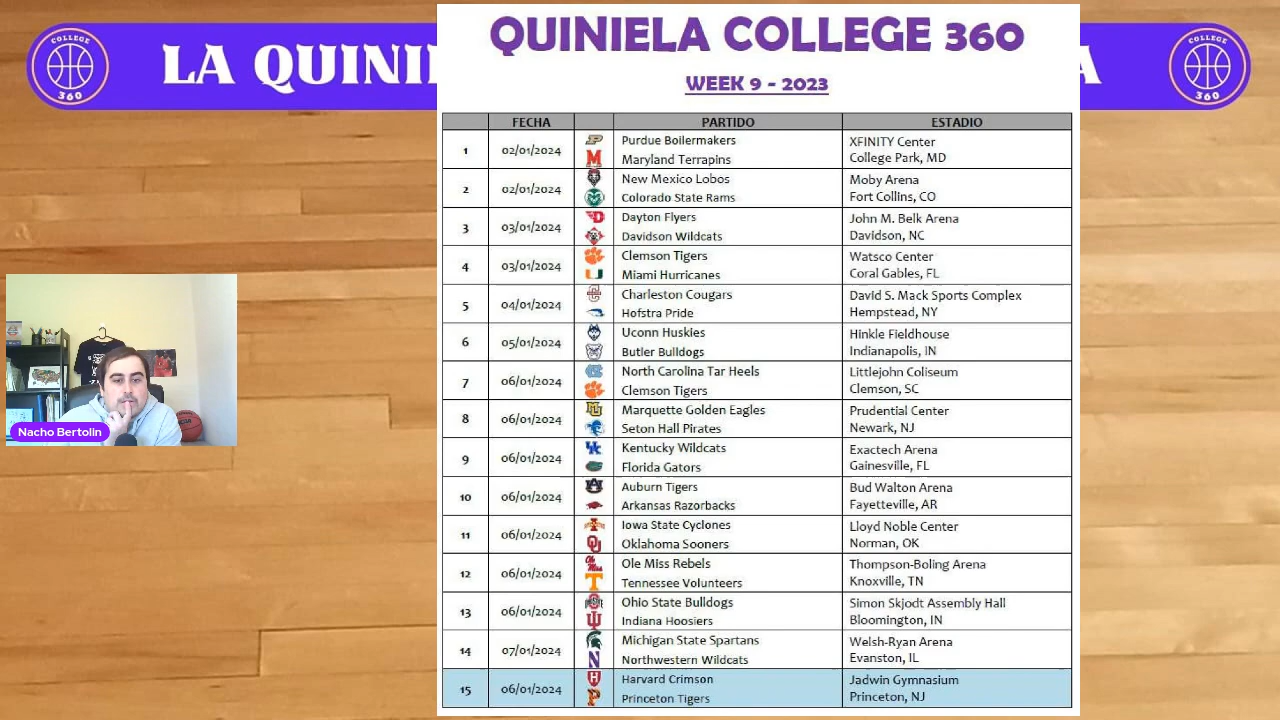 COLLEGE
360
LA QUINI
A
COLLEGE
360
QUINIELA COLLEGE 360
WEEK 9 - 2023
FECHA PARTIDO ESTADIO
1 02/01/2024 Purdue Boilermakers XFINITY Center
Maryland Terrapins College Park, MD
2 02/01/2024 New Mexico Lobos Moby Arena
Colorado State Rams Fort Collins, CO
3 03/01/2024 Dayton Flyers John M. Belk Arena
Davidson Wildcats Davidson, NC
4 03/01/2024 Clemson Tigers Watsco Center
Miami Hurricanes Coral Gables, FL
5 04/01/2024 Charleston Cougars David S. Mack Sports Complex
Hofstra Pride Hempstead, NY
6 05/01/2024 Uconn Huskies Hinkle Fieldhouse
Butler Bulldogs Indianapolis, IN
7 06/01/2024 North Carolina Tar Heels Littlejohn Coliseum
Clemson Tigers Clemson, SC
8 06/01/2024 Marquette Golden Eagles Prudential Center
Seton Hall Pirates Newark, NJ
9 06/01/2024 Kentucky Wildcats Exactech Arena
Florida Gators Gainesville, FL
10 06/01/2024 Auburn Tigers Bud Walton Arena
Arkansas Razorbacks Fayetteville, AR
11 06/01/2024 Iowa State Cyclones Lloyd Noble Center
Oklahoma Sooners Norman, OK
12 06/01/2024 Ole Miss Rebels Thompson-Boling Arena
Tennessee Volunteers Knoxville, TN
13 06/01/2024 Ohio State Bulldogs Simon Skjodt Assembly Hall
Indiana Hoosiers Bloomington, IN
14 07/01/2024 Michigan State Spartans Welsh-Ryan Arena
Northwestern Wildcats Evanston, IL
15 06/01/2024 Harvard Crimson Jadwin Gymnasium
Princeton Tigers Princeton, NJ
Nacho Bertolin